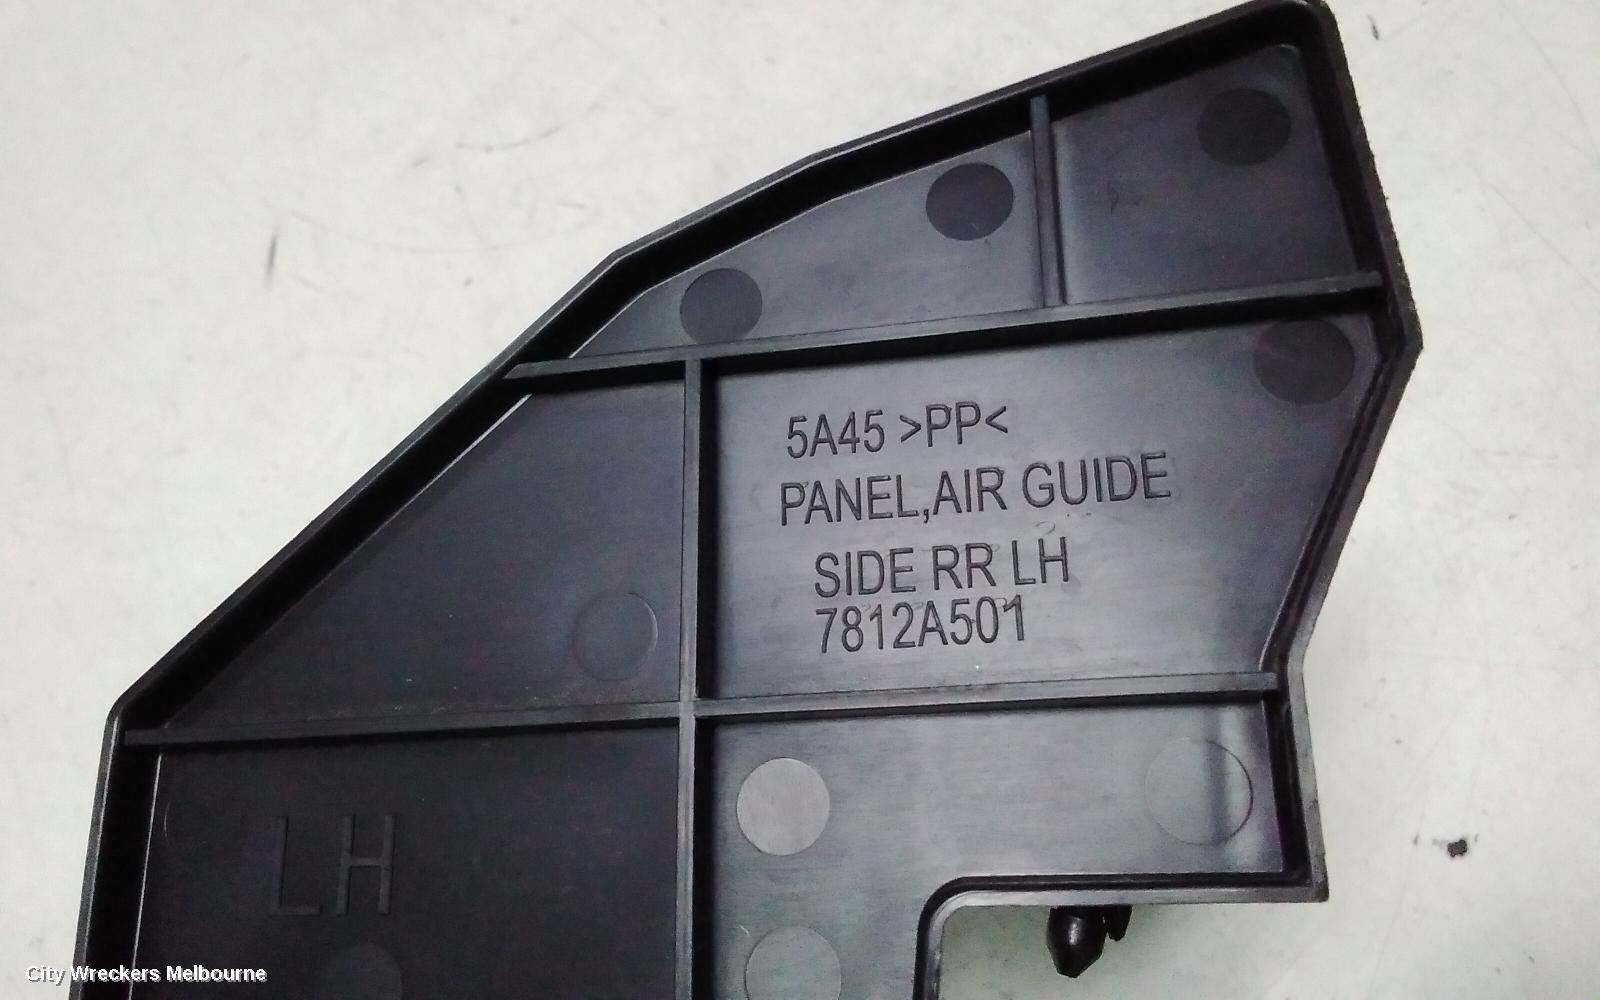 5A45 >PP<
PANEL,AIR GUIDE
SIDE RR LH
7812A501
LH
City Wreckers Melbourne